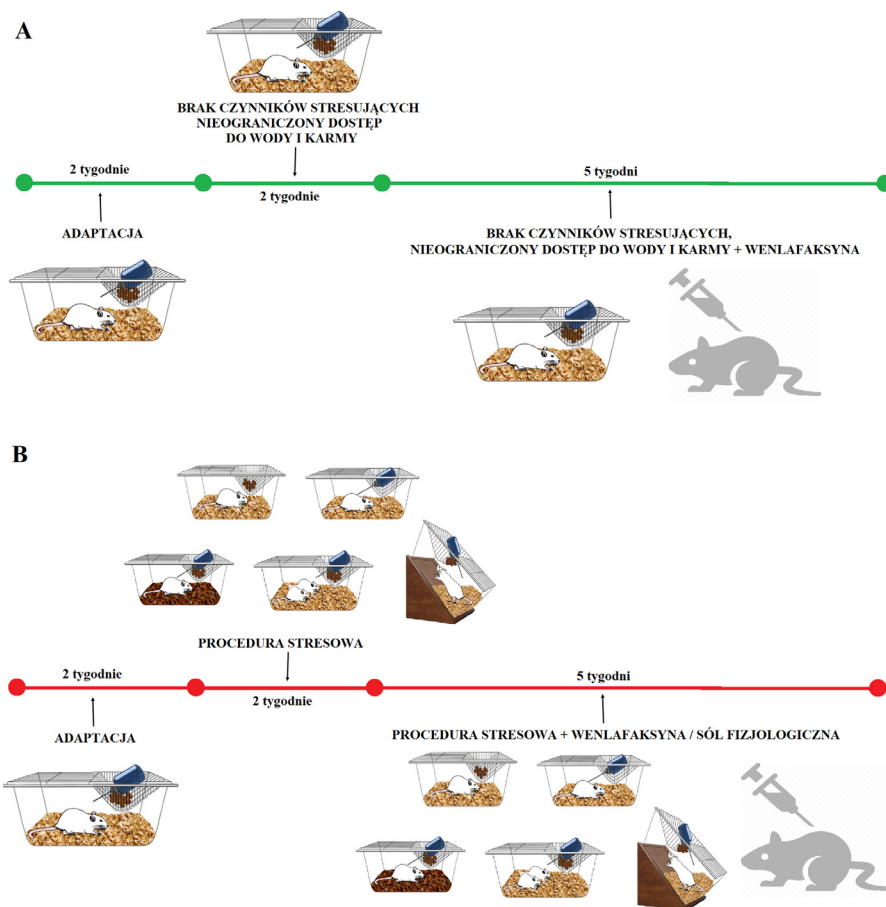 A
BRAK CZYNNIKÓW STRESUJĄCYCH
NIEOGRANICZONY DOSTĘP
DO WODY I KARMY
2 tygodnie
5 tygodni
2 tygodnie
ADAPTACJA
BRAK CZYNNIKÓW STRESUJĄCYCH,
NIEOGRANICZONY DOSTĘP DO WODY I KARMY + WENLAFAKSYNA
B
PROCEDURA STRESOWA
2 tygodnie
5 tygodni
2 tygodnie
ADAPTACJA
PROCEDURA STRESOWA + WENLAFAKSYNA / SÓL FIZJOLOGICZNA